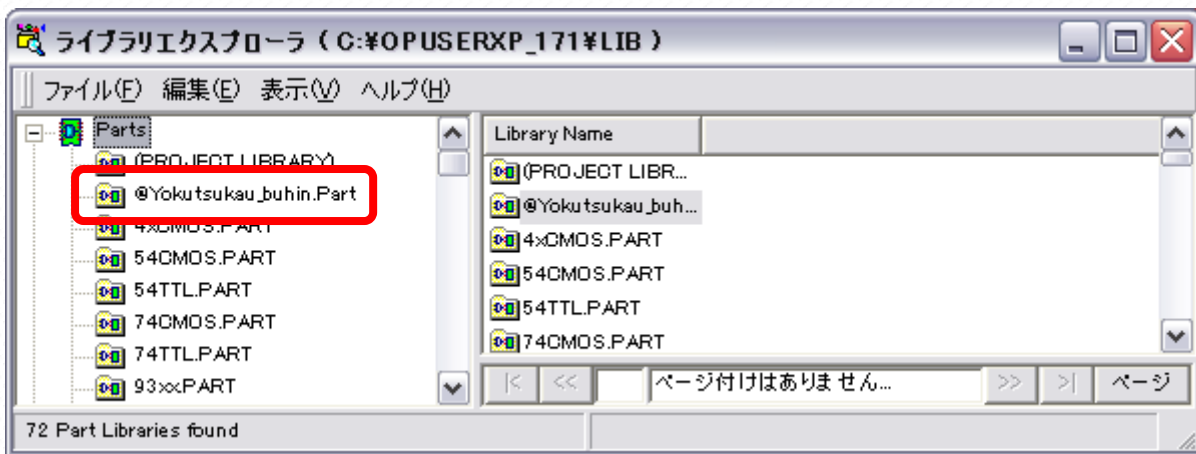 ライブラリエクスプローラ ( C:¥OPUSERXP_171¥LIB )
ファイル(F) 編集(E) 表示(V) ヘルプ(H)
Parts
(PROJECT LIBRARY)
@Yokutsukau_buhin.Part
4xCMOS.PART
54CMOS.PART
54TTL.PART
74CMOS.PART
74TTL.PART
93xx.PART
Library Name
(PROJECT LIBR...
@Yokutsukau_buh...
4xCMOS.PART
54CMOS.PART
54TTL.PART
74CMOS.PART
|< << ページ付けはありません... >> >| ページ
72 Part Libraries found